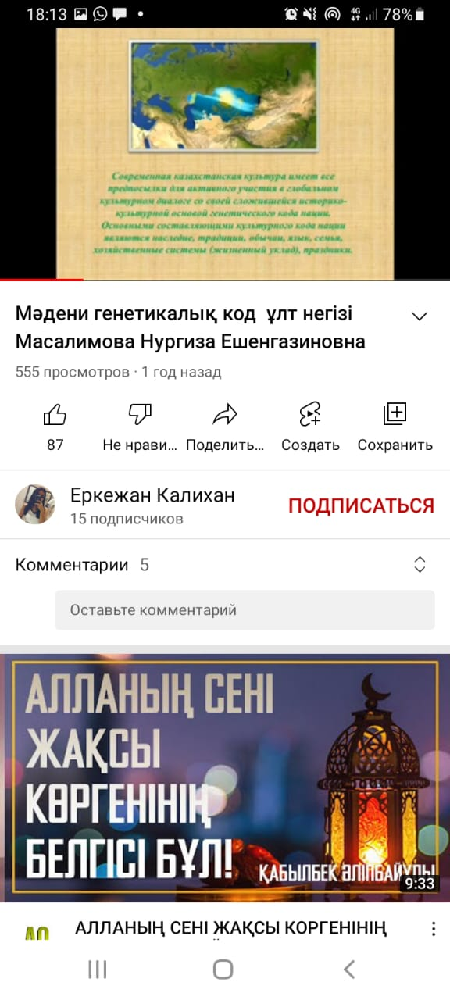 18:13
4G
78%
Современная казахстанская культура имеет все
предпосылки для активного участия в глобальном
культурном диалоге со своей сложившейся историко-
культурной основой генетического кода нации.
Основными составляющими культурного кода нации
являются наследие, традиции, обычаи, язык, семья,
хозяйственные системы (жизненный уклад), праздники.
Мәдени генетикалық код ұлт негізі
Масалимова Нургиза Ешенгазиновна
555 просмотров · 1 год назад
87
Не нрави...
Поделить...
Создать
Сохранить
Еркежан Калихан
15 подписчиков
ПОДПИСАТЬСЯ
Комментарии 5
Оставьте комментарий
АЛЛАНЫҢ СЕНІ
ЖАҚСЫ
КӨРГЕНІНІҢ
БЕЛГІСІ БҰЛ!
ҚАБЫЛБЕК ӘЛІПБАЙҰЛЫ
9:33
АЛЛАНЫҢ СЕНІ ЖАҚСЫ КОРГЕНІНІҢ